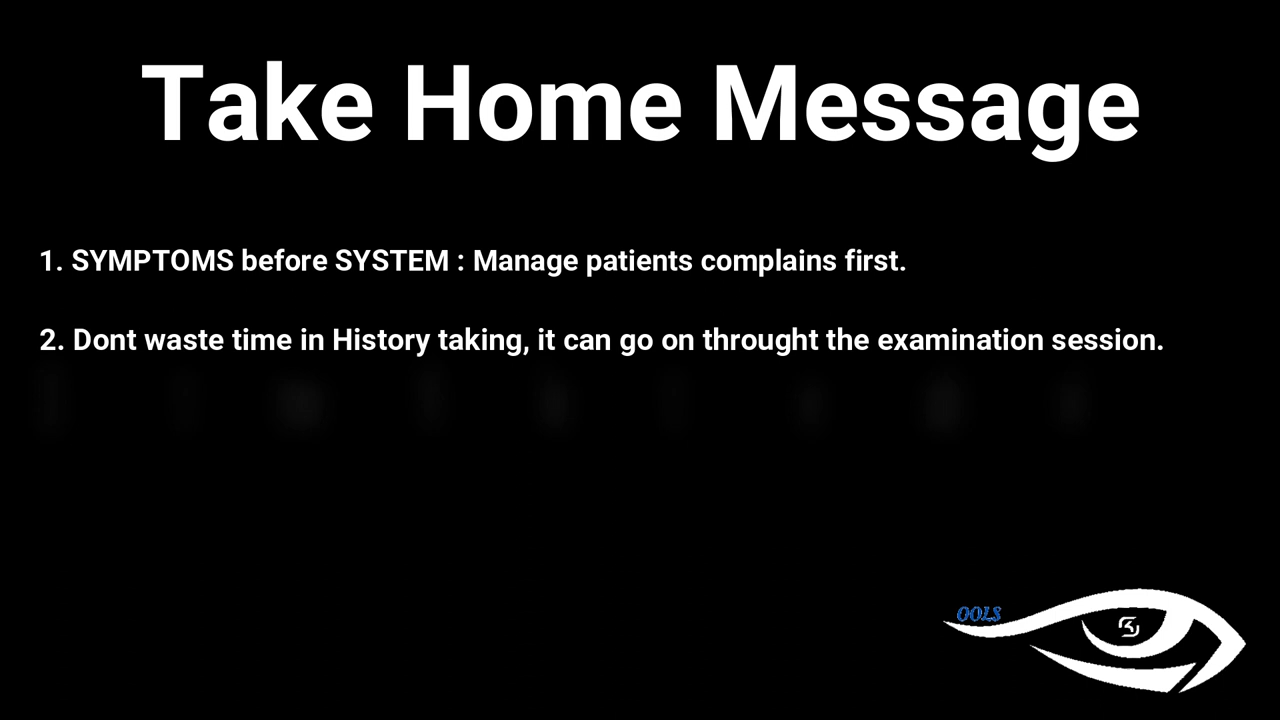 Take Home Message
1. SYMPTOMS before SYSTEM : Manage patients complains first.
2. Dont waste time in History taking, it can go on throught the examination session.
OOLS